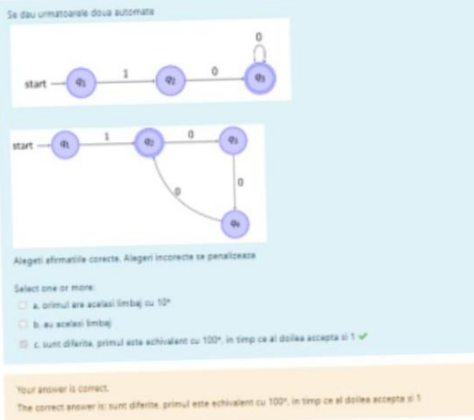 Se dau urmatoarele doua automate
0
start
q₁
1
q₂
0
q₃
start
q₁
1
q₂
0
q₃
0
0
q₄
Alegeti afirmatiile corecte. Alegeri incorecte se penalizeaza
Select one or more:
a. primul are acelasi limbaj cu 10*
b. au acelasi limbaj
c. sunt diferite, primul este echivalent cu 100*, in timp ce al doilea accepta si 1
Your answer is correct.
The correct answer is: sunt diferite, primul este echivalent cu 100*, in timp ce al doilea accepta si 1